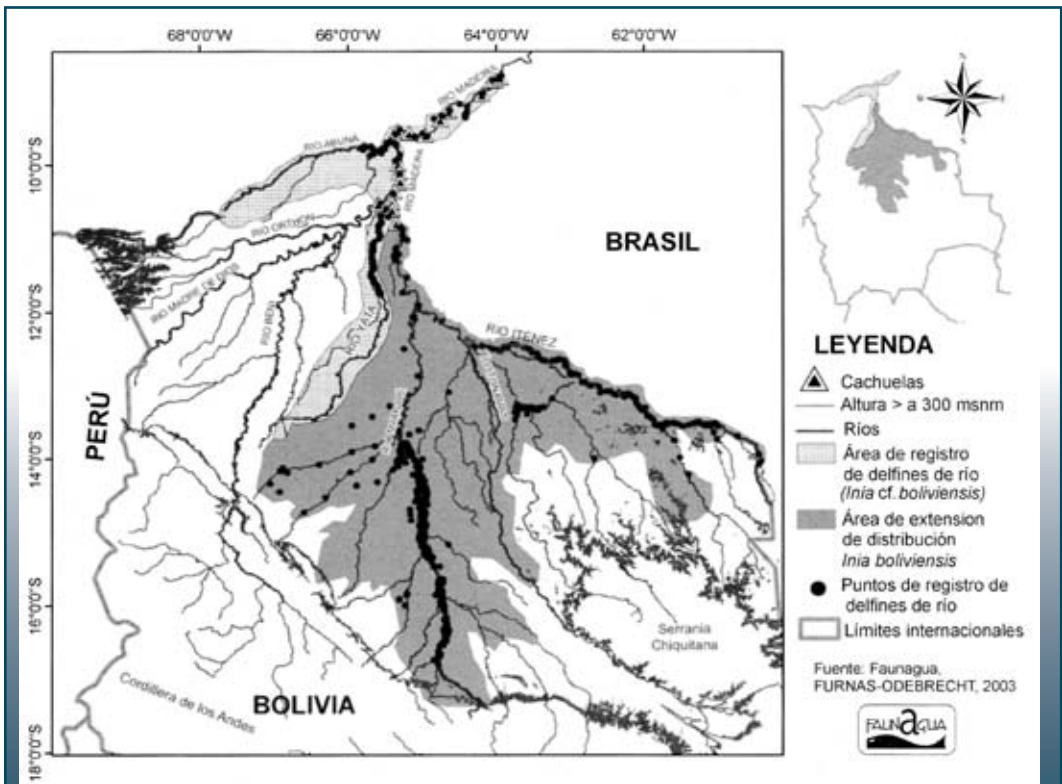 68°0'0"W
66°0'0"W
64°0'0"W
62°0'0"W
10°0'0"S
12°0'0"S
14°0'0"S
16°0'0"S
18°0'0"S
RIO MADEIRA
RIO ABUNA
RIO MADERA
RIO ORTHON
RIO MADRE DE DIOS
RIO BENI
RIO YATA
RIO ITENEZ
BRASIL
PERÚ
BOLIVIA
Cordillera de los Andes
Serrania
Chiquitana
N
LEYENDA
Cachuelas
Altura > a 300 msnm
Ríos
Área de registro
de delfines de río
(Inia cf. boliviensis)
Área de extension
de distribución
Inia boliviensis
Puntos de registro de
delfines de río
Límites internacionales
Fuente: Faunagua,
FURNAS-ODEBRECHT, 2003
FAUNAGUA